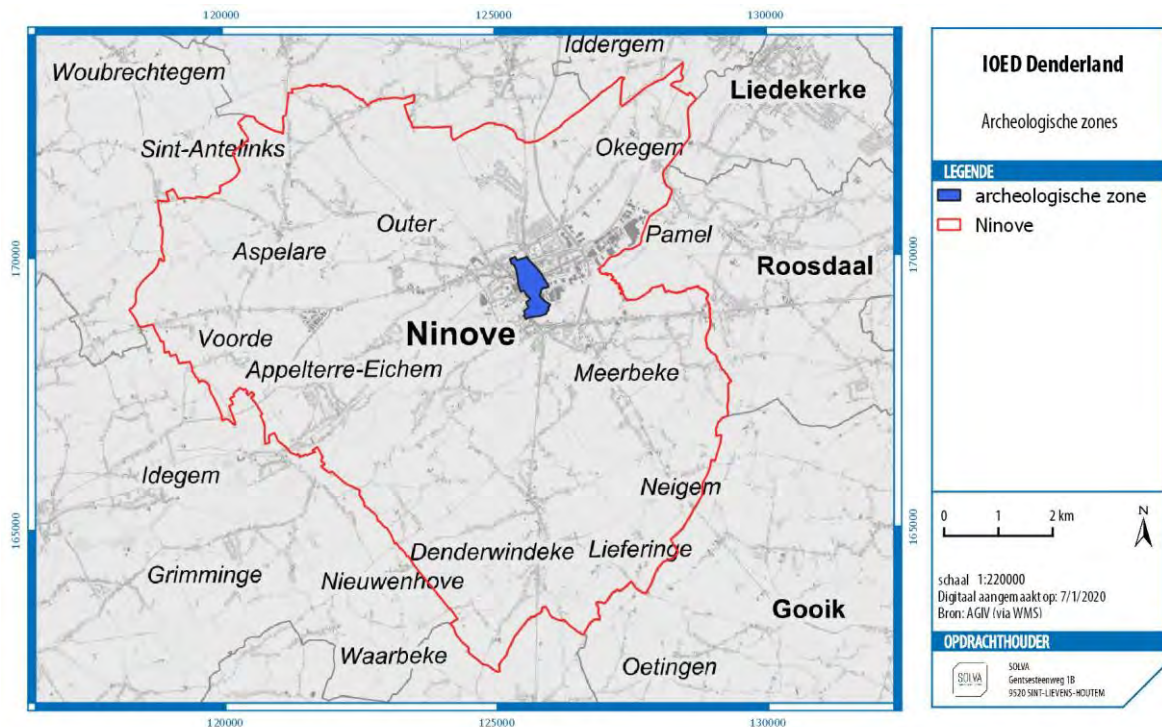 120000
125000
130000
Iddergem
Woubrechtegem
Liedekerke
Sint-Antelinks
Okegem
Outer
Pamel
Aspelare
170000
170000
Roosdaal
Voorde
Ninove
Appelterre-Eichem
Meerbeke
Idegem
Neigem
165000
165000
Denderwindeke
Lieferinge
Grimminge
Nieuwenhove
Gooik
Waarbeke
Oetingen
120000
125000
130000
IOED Denderland
Archeologische zones
LEGENDE
archeologische zone
Ninove
0 1 2 km
N
schaal 1:220000
Digitaal aangemaakt op: 7/1/2020
Bron: AGIV (via WMS)
OPDRACHTHOUDER
SOLVA
SOLVA
Gentsesteenweg 1B
9520 SINT-LIEVENS-HOUTEM